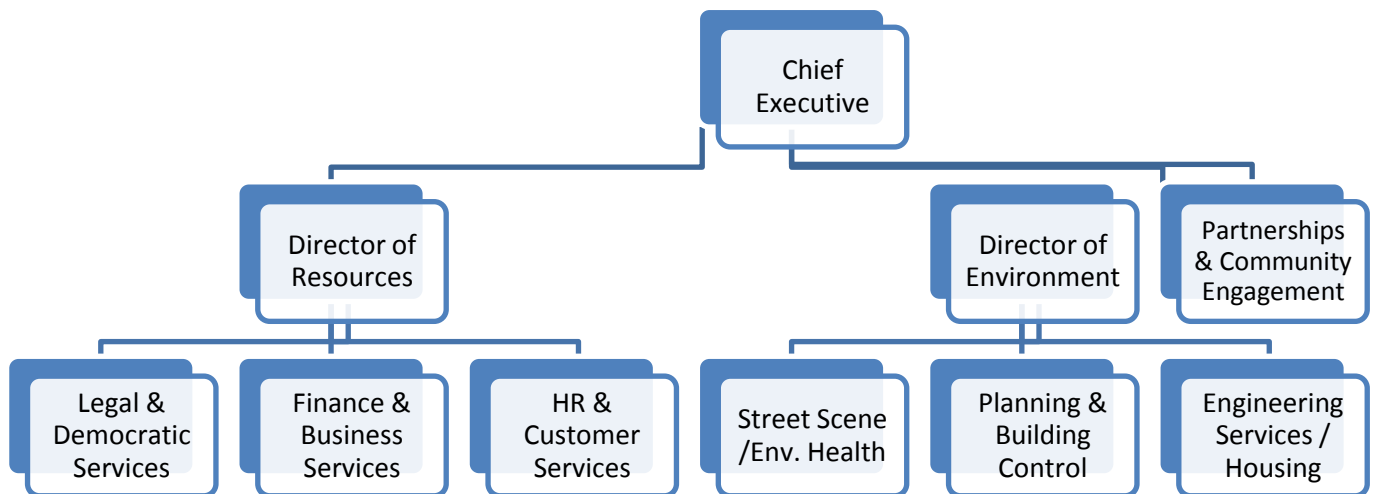 Chief
Executive
Director of
Resources
Director of
Environment
Partnerships
& Community
Engagement
Legal &
Democratic
Services
Finance &
Business
Services
HR &
Customer
Services
Street Scene
/Env. Health
Planning &
Building
Control
Engineering
Services /
Housing